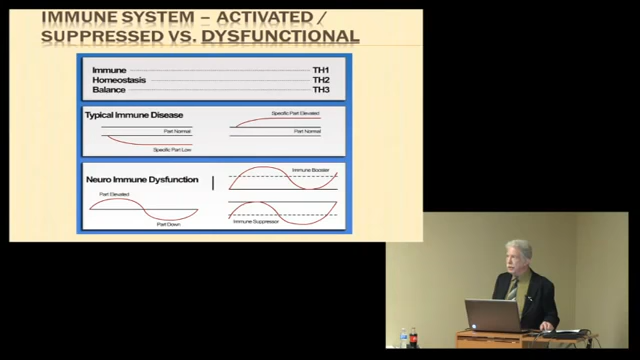 IMMUNE SYSTEM – ACTIVATED /
SUPPRESSED VS. DYSFUNCTIONAL
Immune TH1
Homeostasis TH2
Balance TH3
Typical Immune Disease
Part Normal
Specific Part Low
Specific Part Elevated
Part Normal
Neuro Immune Dysfunction
Part Elevated
Part Down
Immune Booster
Immune Suppressor